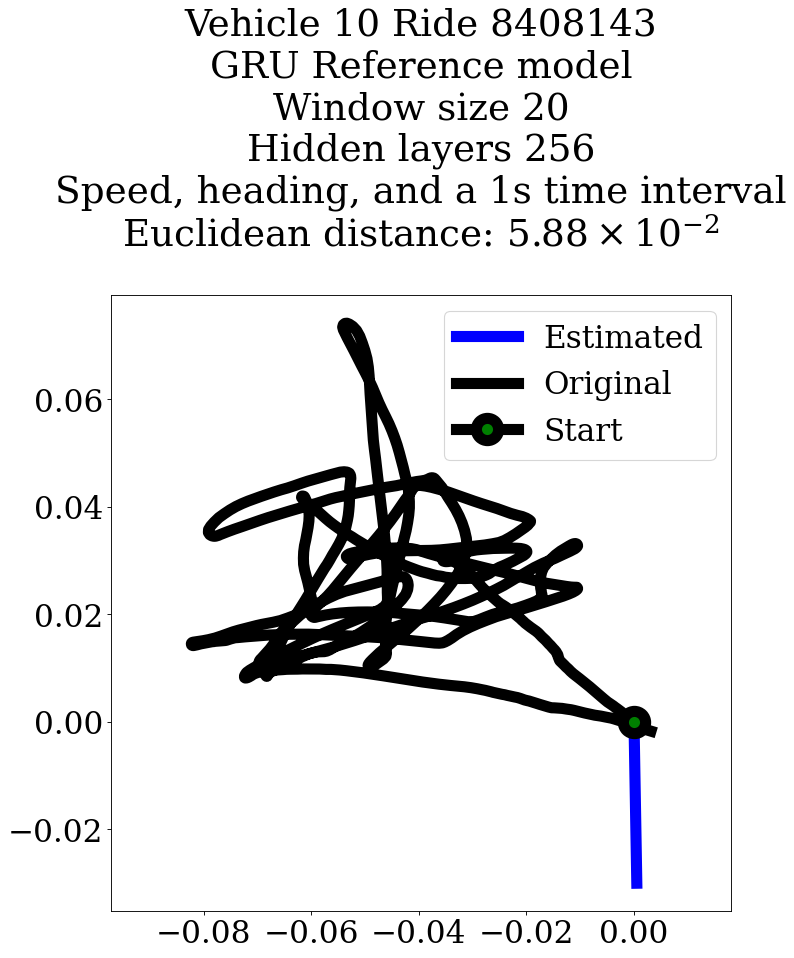 Vehicle 10 Ride 8408143
GRU Reference model
Window size 20
Hidden layers 256
Speed, heading, and a 1s time interval
Euclidean distance: 5.88 × 10⁻²
Estimated
Original
Start
0.06
0.04
0.02
0.00
−0.02
−0.08 −0.06 −0.04 −0.02 0.00